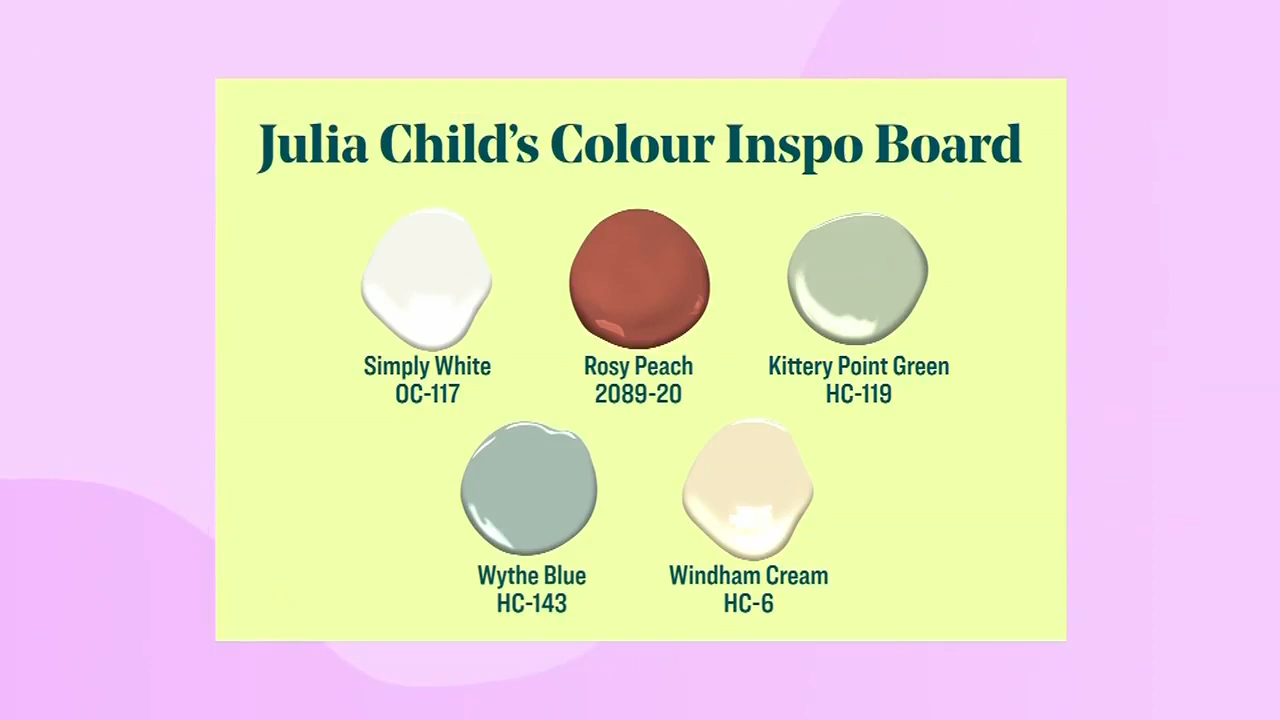 Julia Child's Colour Inspo Board
Simply White
OC-117
Rosy Peach
2089-20
Kittery Point Green
HC-119
Wythe Blue
HC-143
Windham Cream
HC-6